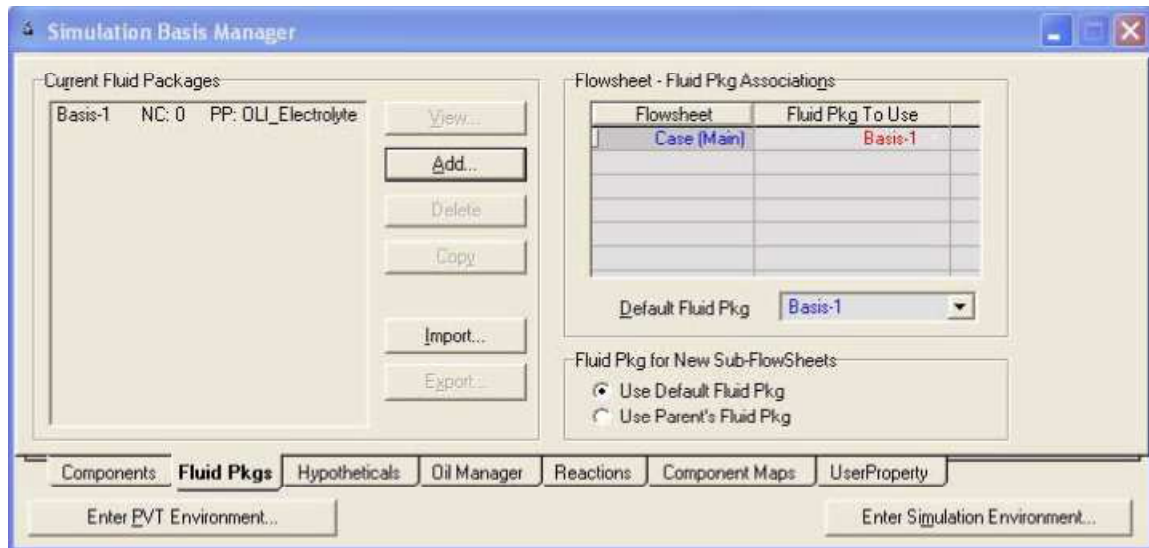 Simulation Basis Manager
Current Fluid Packages
Basis-1 NC: 0 PP: OLI_Electrolyte
View...
Add...
Delete
Copy
Import...
Export...
Flowsheet - Fluid Pkg Associations
Flowsheet Fluid Pkg To Use
Case (Main) Basis-1
Default Fluid Pkg Basis-1
Fluid Pkg for New Sub-FlowSheets
Use Default Fluid Pkg
Use Parent's Fluid Pkg
Components Fluid Pkgs Hypotheticals Oil Manager Reactions Component Maps UserProperty
Enter PVT Environment... Enter Simulation Environment...